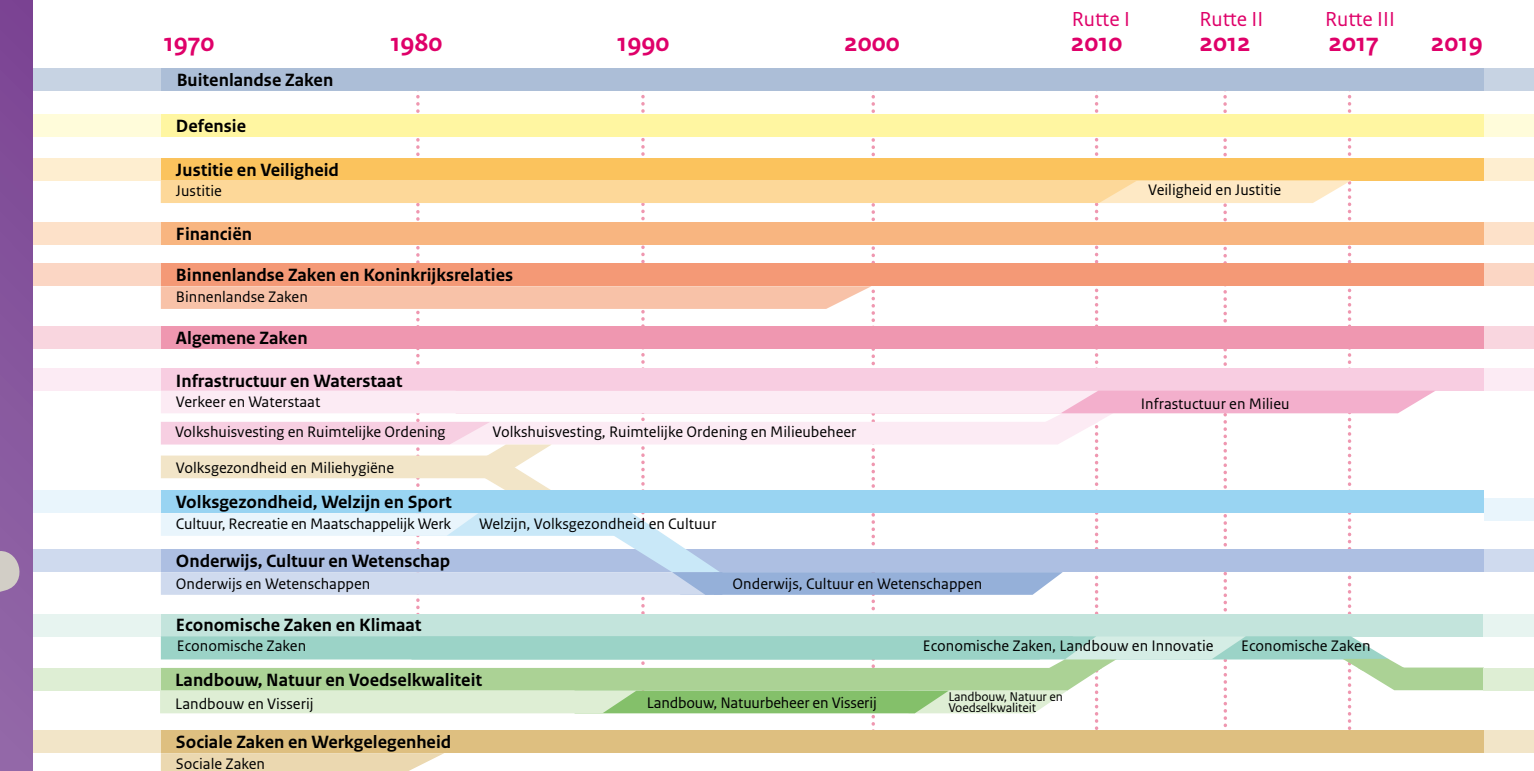 Rutte I Rutte II Rutte III
1970 1980 1990 2000 2010 2012 2017 2019
Buitenlandse Zaken
Defensie
Justitie en Veiligheid
Justitie Veiligheid en Justitie
Financiën
Binnenlandse Zaken en Koninkrijksrelaties
Binnenlandse Zaken
Algemene Zaken
Infrastructuur en Waterstaat
Verkeer en Waterstaat Infrastuctuur en Milieu
Volkshuisvesting en Ruimtelijke Ordening Volkshuisvesting, Ruimtelijke Ordening en Milieubeheer
Volksgezondheid en Miliehygiëne
Volksgezondheid, Welzijn en Sport
Cultuur, Recreatie en Maatschappelijk Werk Welzijn, Volksgezondheid en Cultuur
Onderwijs, Cultuur en Wetenschap
Onderwijs en Wetenschappen Onderwijs, Cultuur en Wetenschappen
Economische Zaken en Klimaat
Economische Zaken Economische Zaken, Landbouw en Innovatie Economische Zaken
Landbouw, Natuur en Voedselkwaliteit
Landbouw en Visserij Landbouw, Natuurbeheer en Visserij Landbouw, Natuur en
Voedselkwaliteit
Sociale Zaken en Werkgelegenheid
Sociale Zaken